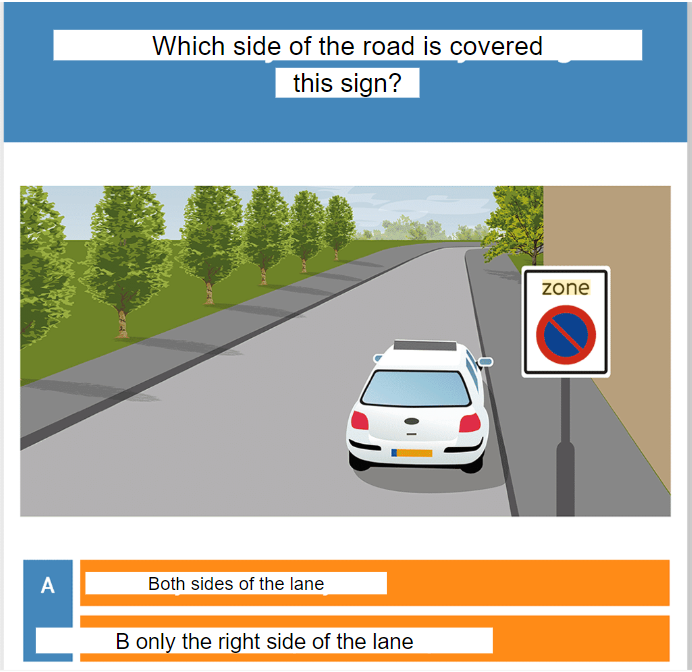 Which side of the road is covered
this sign?
zone
A
Both sides of the lane
B only the right side of the lane